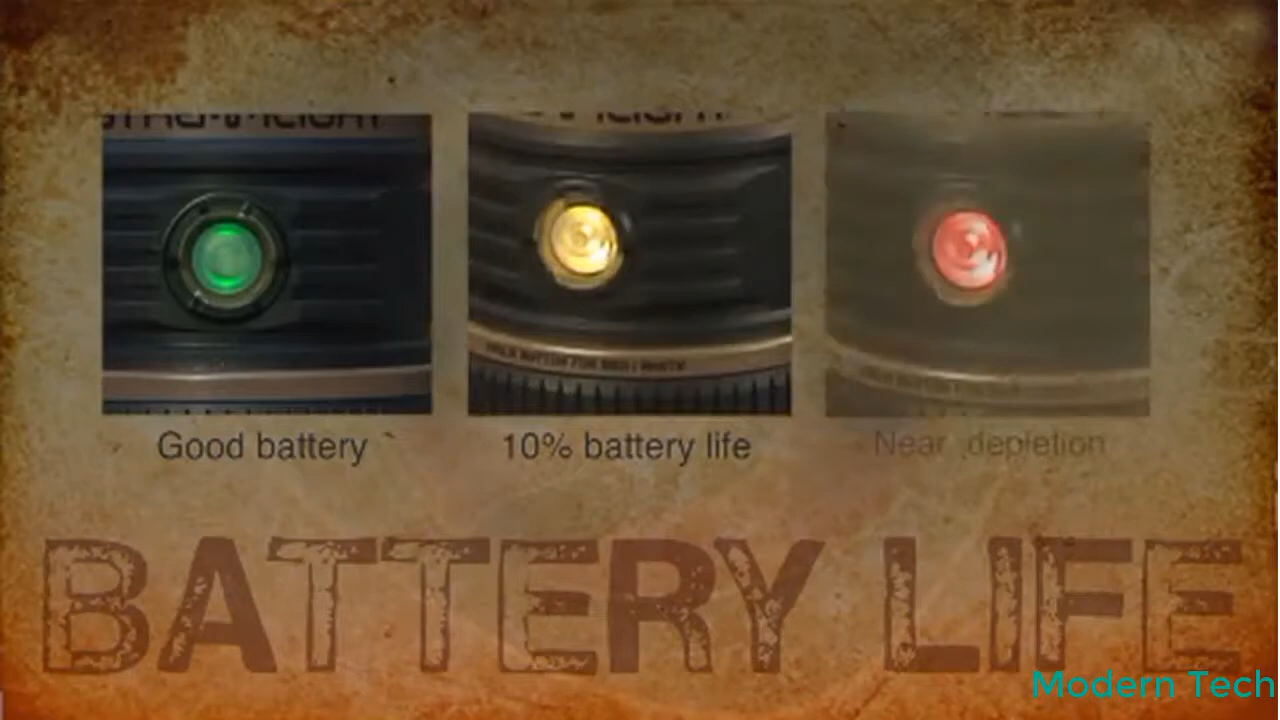 Good battery
10% battery life
Near depletion
BATTERY LIFE
Modern Tech